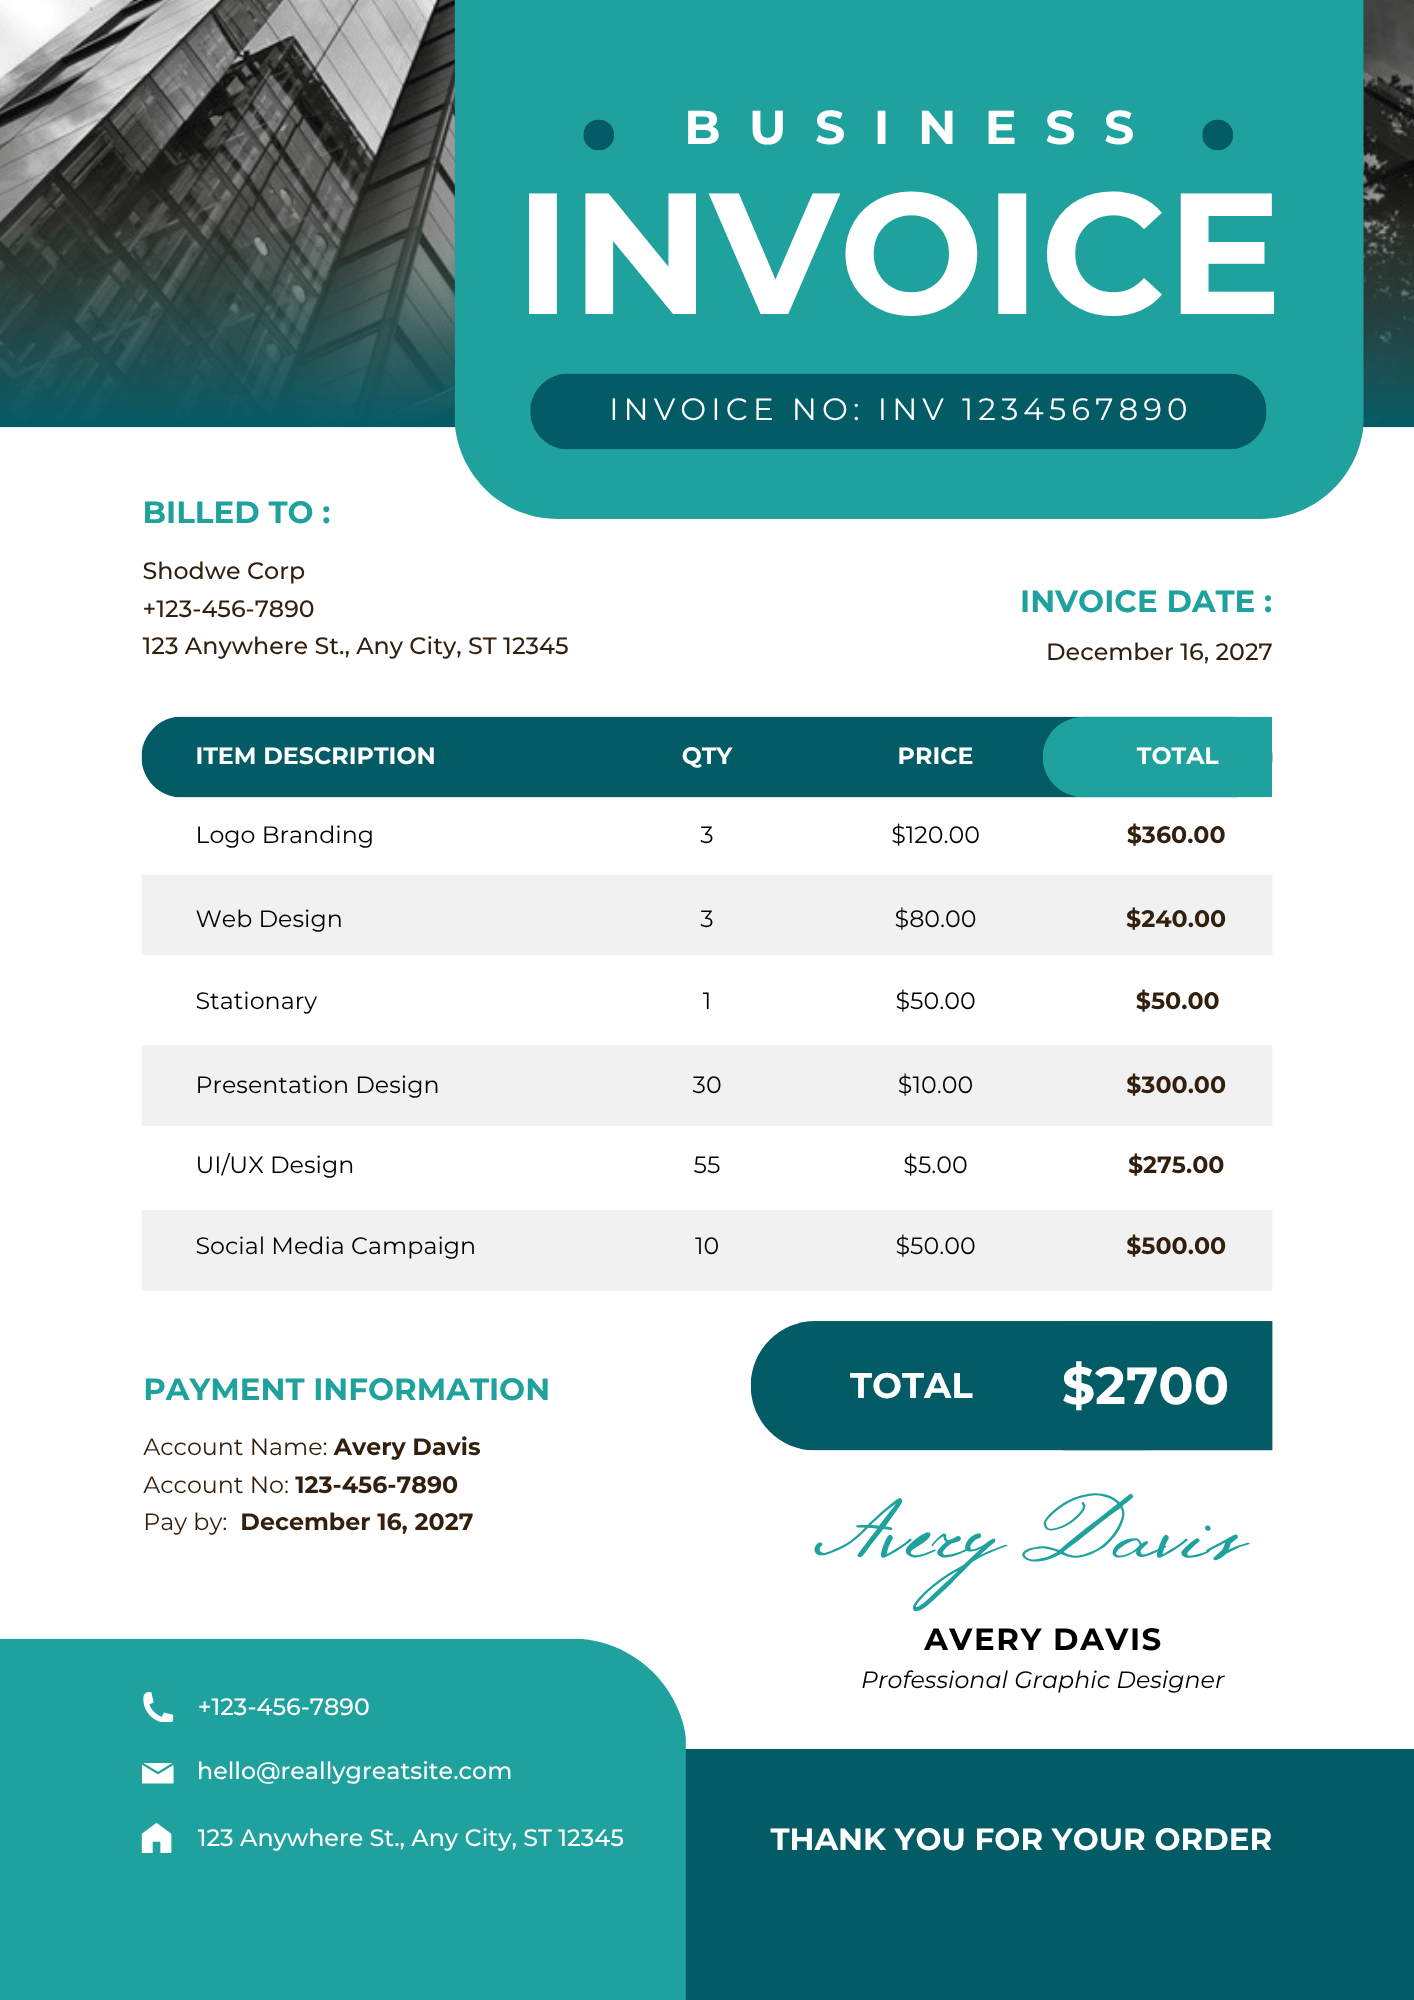 BUSINESS
INVOICE
INVOICE NO: INV 1234567890
BILLED TO :
Shodwe Corp
+123-456-7890
123 Anywhere St., Any City, ST 12345
INVOICE DATE :
December 16, 2027
ITEM DESCRIPTION QTY PRICE TOTAL
Logo Branding 3 $120.00 $360.00
Web Design 3 $80.00 $240.00
Stationary 1 $50.00 $50.00
Presentation Design 30 $10.00 $300.00
UI/UX Design 55 $5.00 $275.00
Social Media Campaign 10 $50.00 $500.00
TOTAL $2700
PAYMENT INFORMATION
Account Name: Avery Davis
Account No: 123-456-7890
Pay by: December 16, 2027
Avery Davis
AVERY DAVIS
Professional Graphic Designer
+123-456-7890
hello@reallygreatsite.com
123 Anywhere St., Any City, ST 12345
THANK YOU FOR YOUR ORDER